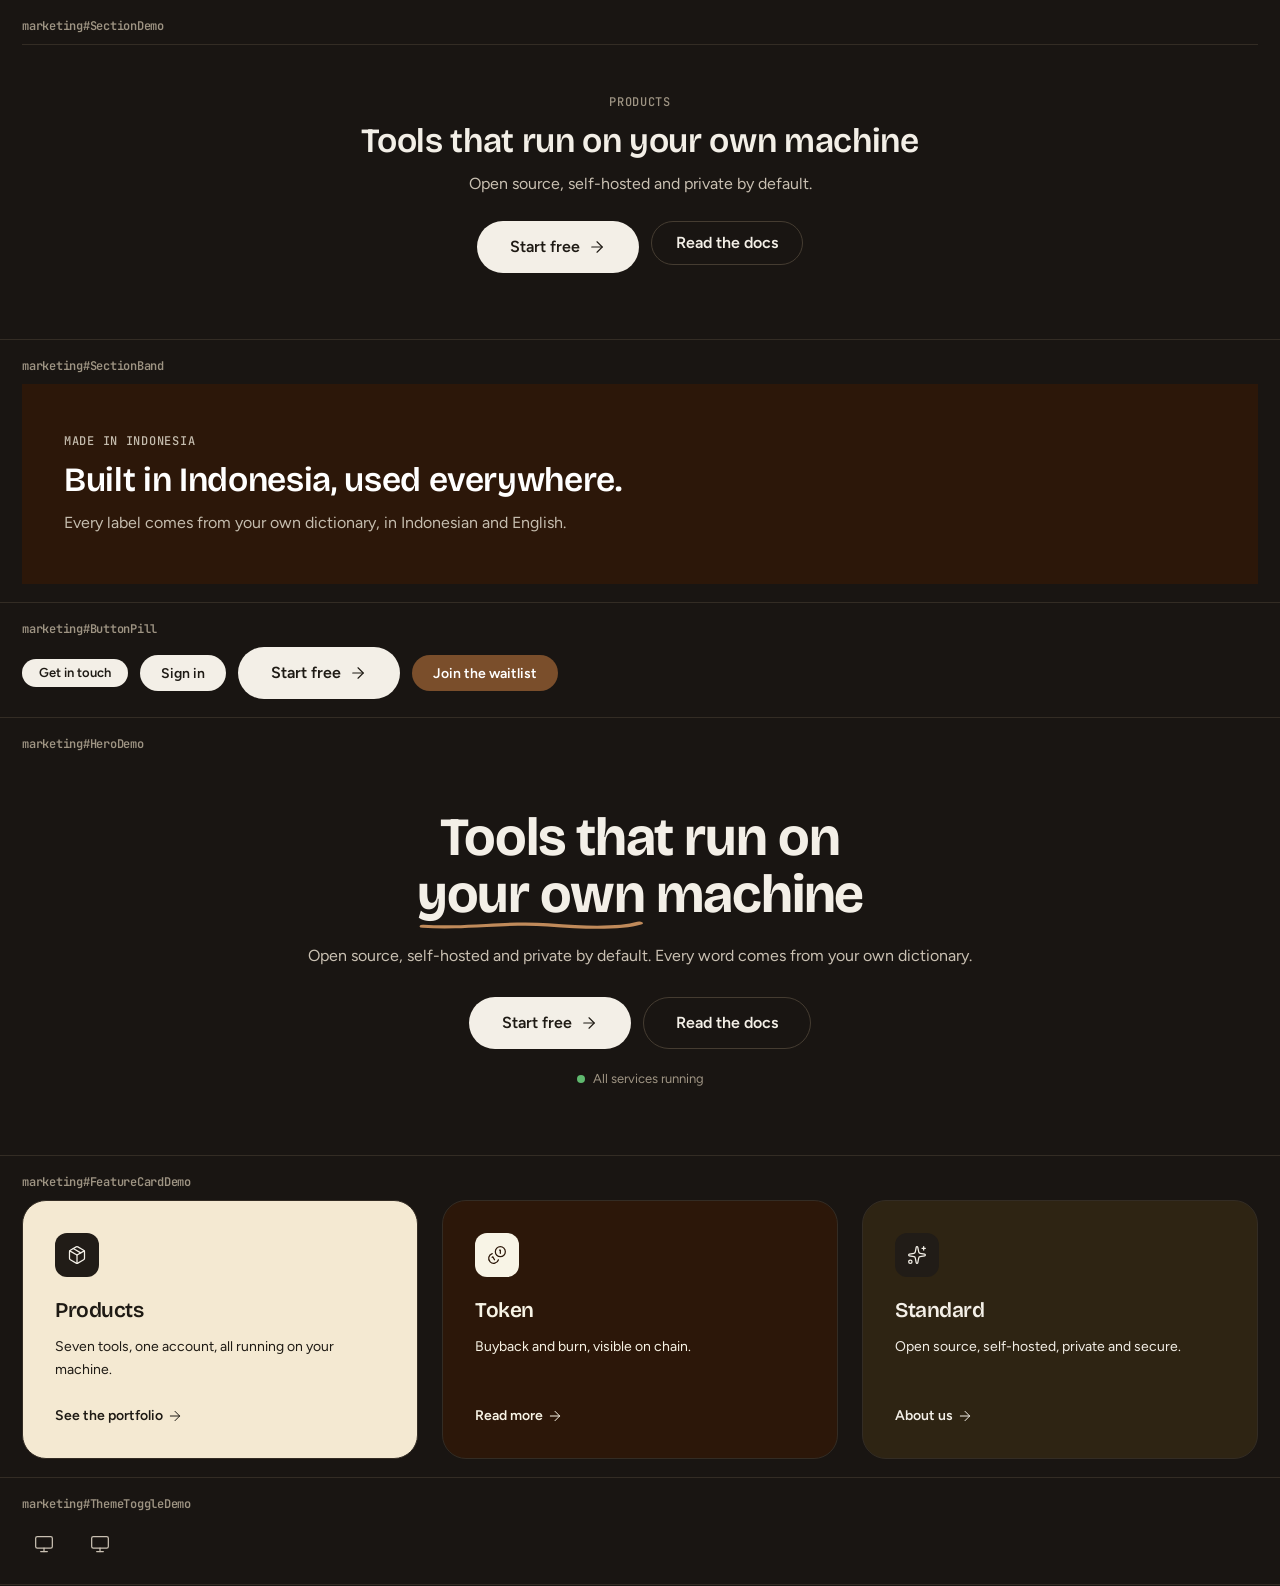 marketing#SectionDemo
PRODUCTS
Tools that run on your own machine
Open source, self-hosted and private by default.
Start free
Read the docs
marketing#SectionBand
MADE IN INDONESIA
Built in Indonesia, used everywhere.
Every label comes from your own dictionary, in Indonesian and English.
marketing#ButtonPill
Get in touch
Sign in
Start free
Join the waitlist
marketing#HeroDemo
Tools that run on
your own machine
Open source, self-hosted and private by default. Every word comes from your own dictionary.
Start free
Read the docs
All services running
marketing#FeatureCardDemo
Products
Seven tools, one account, all running on your
machine.
See the portfolio
Token
Buyback and burn, visible on chain.
Read more
Standard
Open source, self-hosted, private and secure.
About us
marketing#ThemeToggleDemo